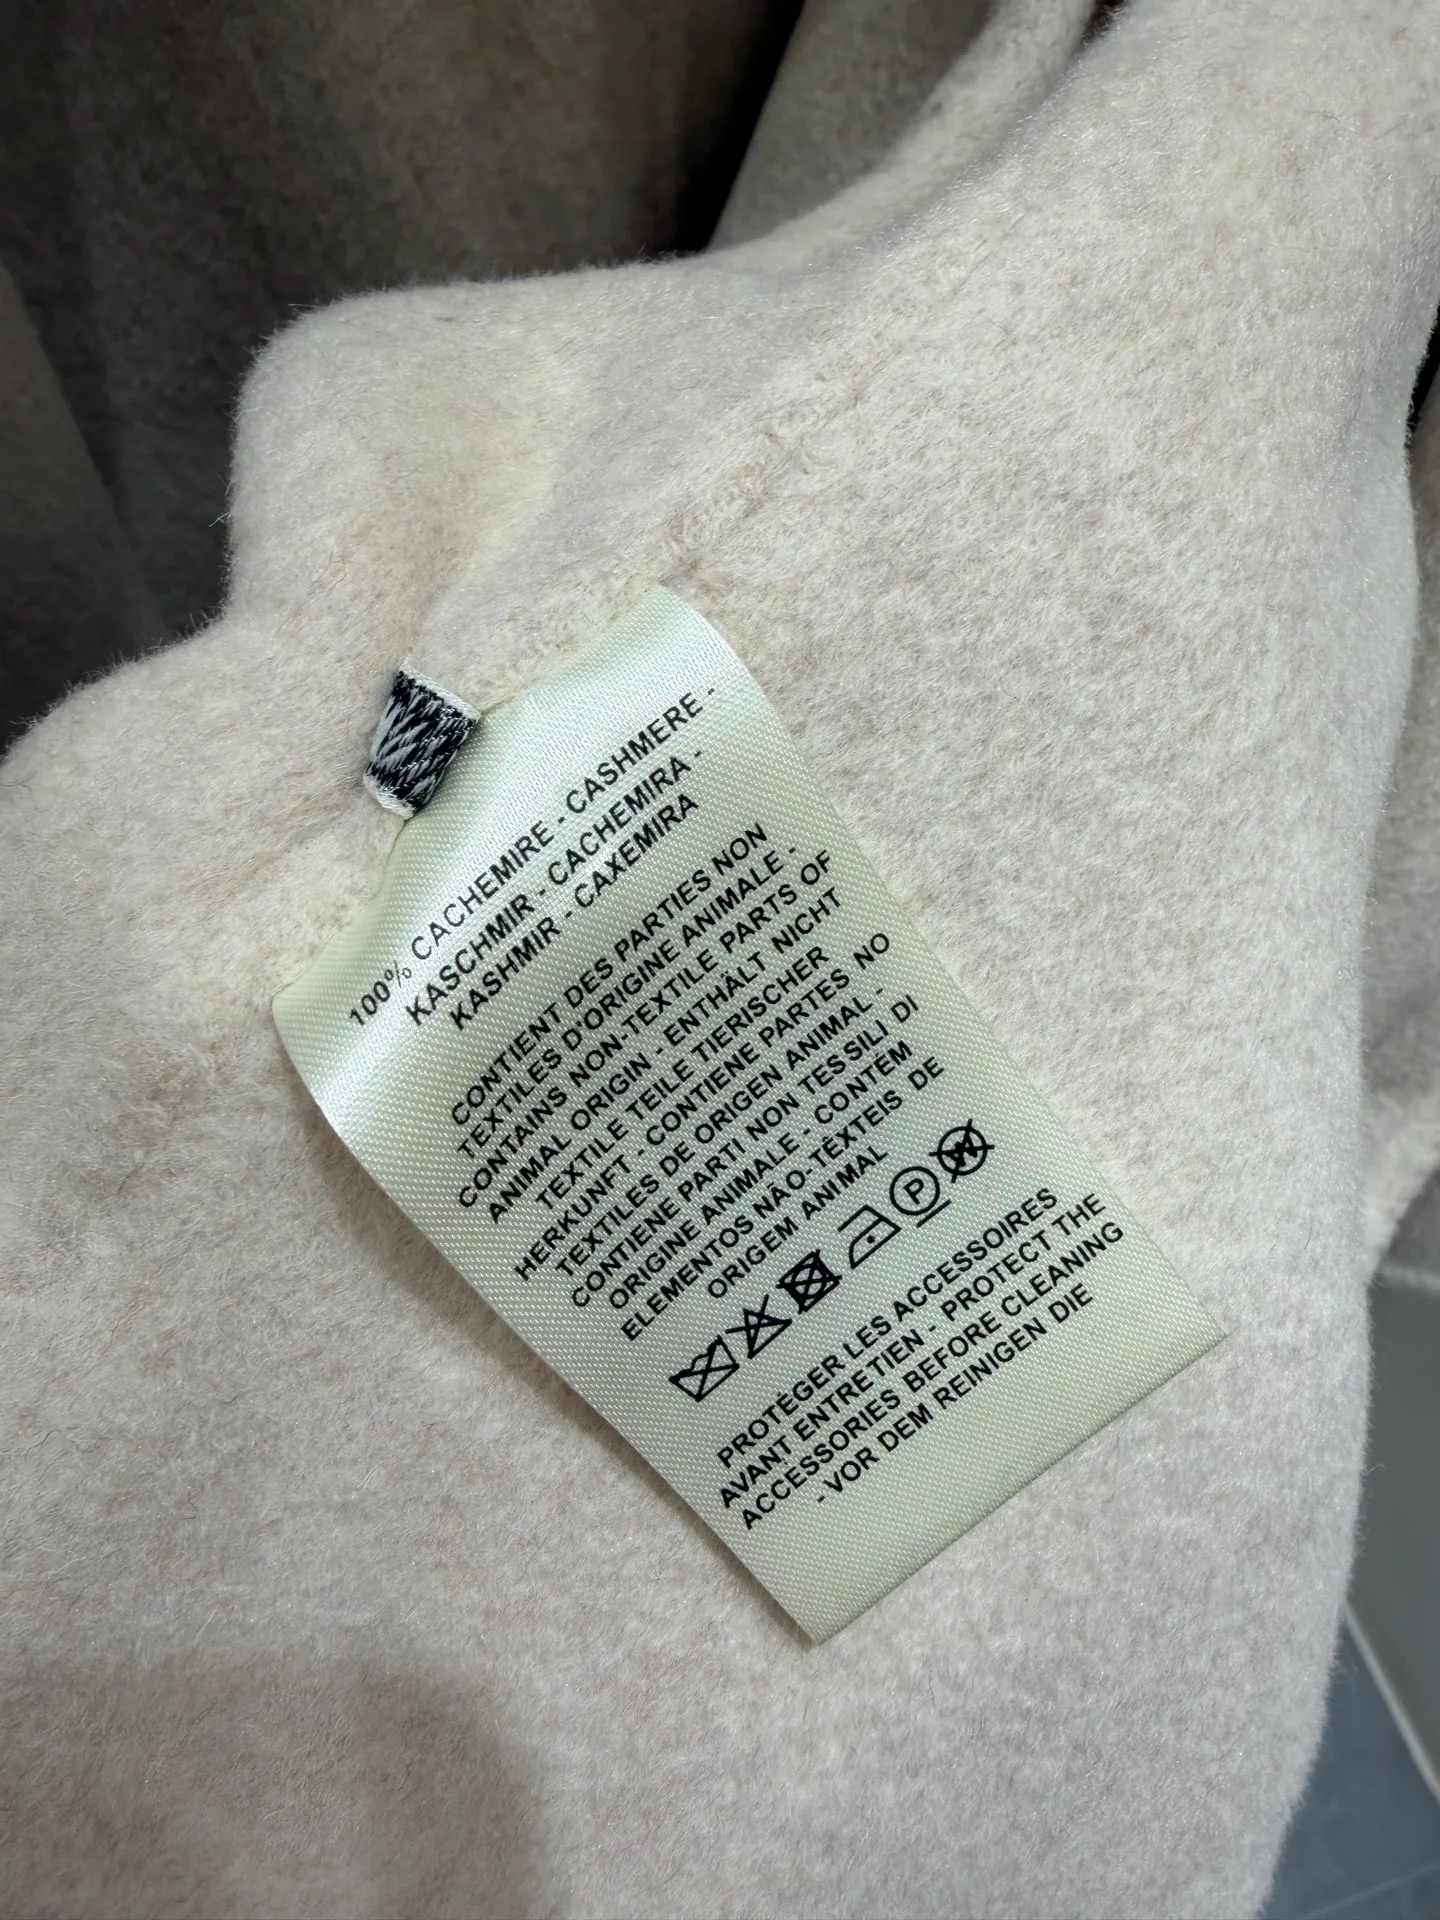 100% CACHEMIRE - CASHMERE -
KASCHMIR - CACHEMIRA -
KASHMIR - CAXEMIRA
CONTIENT DES PARTIES NON
TEXTILES D'ORIGINE ANIMALE -
CONTAINS NON-TEXTILE PARTS OF
ANIMAL ORIGIN - ENTHÄLT NICHT
TEXTILE TEILE TIERISCHER
HERKUNFT - CONTIENE PARTES NO
TEXTILES DE ORIGEN ANIMAL -
CONTIENE PARTI NON TESSILI DI
ORIGINE ANIMALE - CONTÉM
ELEMENTOS NÃO-TÊXTEIS DE
ORIGEM ANIMAL
P W
PROTÉGER LES ACCESSOIRES
AVANT ENTRETIEN - PROTECT THE
ACCESSORIES BEFORE CLEANING
- VOR DEM REINIGEN DIE